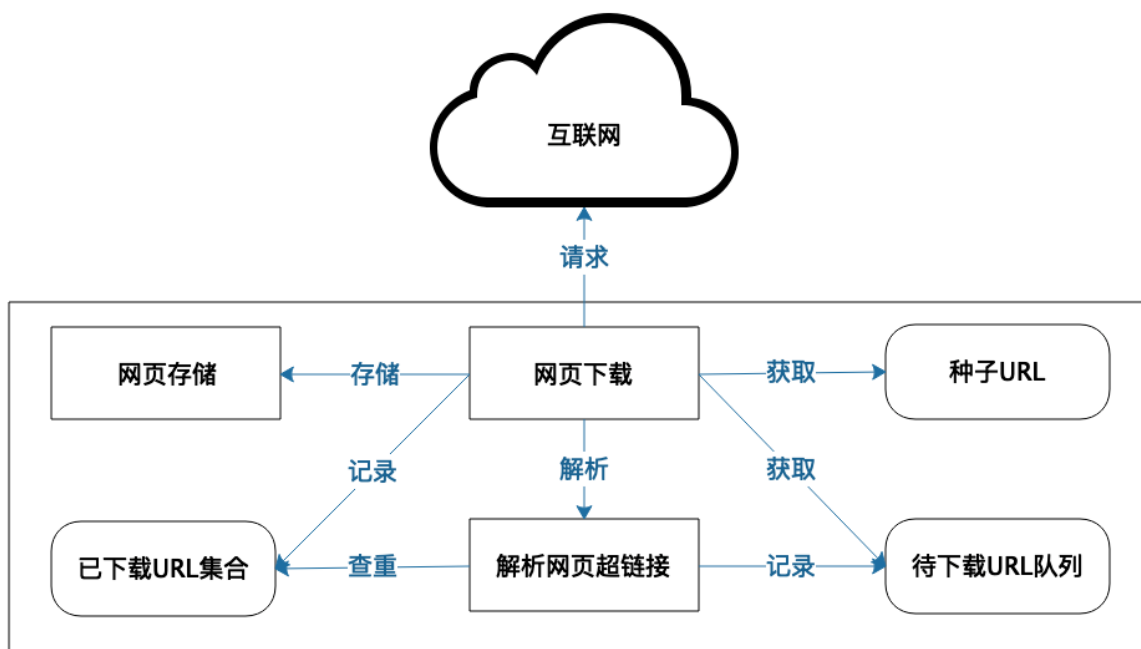 互联网
请求
网页存储
存储
网页下载
获取
种子URL
记录
解析
获取
已下载URL集合
查重
解析网页超链接
记录
待下载URL队列